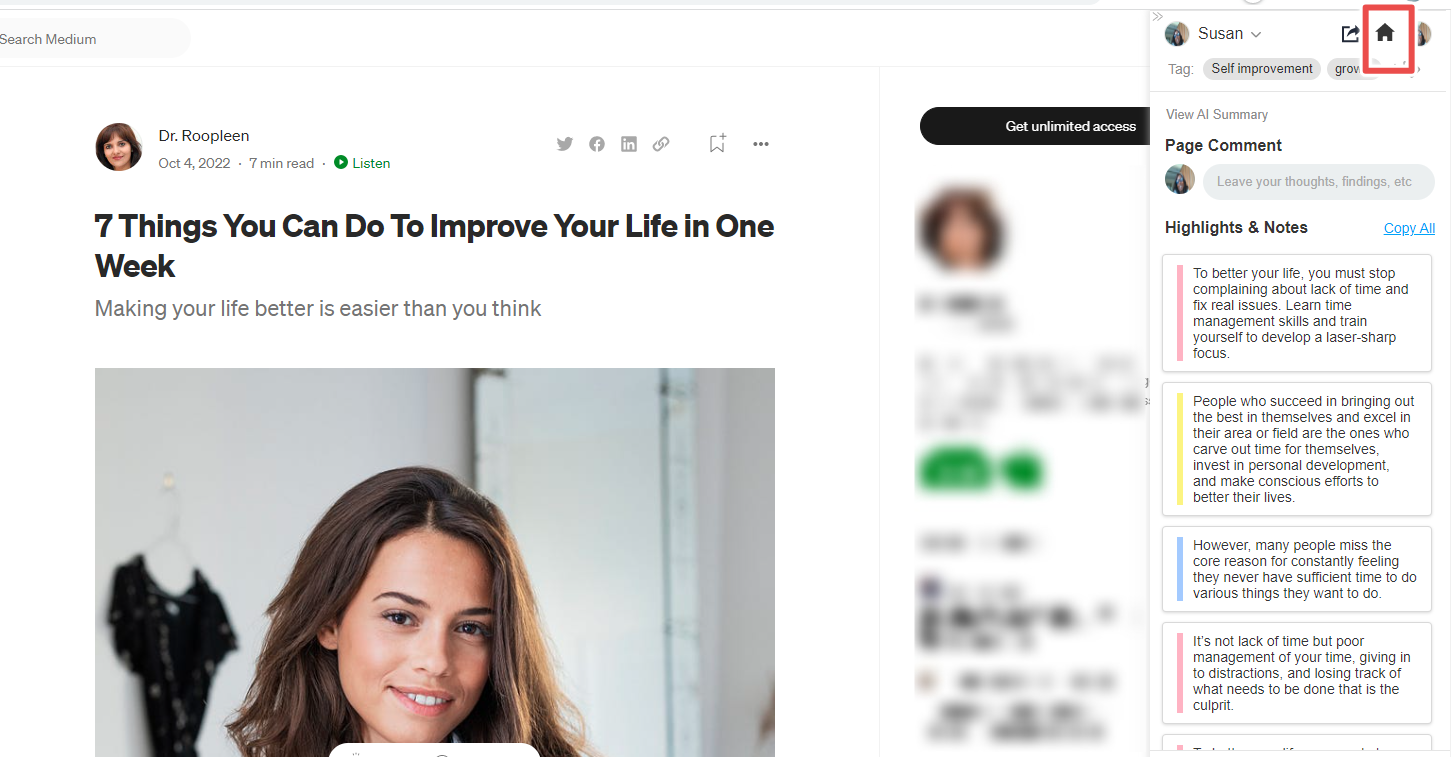 Search Medium
Susan
Tag:
Self improvement
Dr. Roopleen
Oct 4, 2022 · 7 min read · Listen
7 Things You Can Do To Improve Your Life in One
Week
Making your life better is easier than you think
Get unlimited access
View AI Summary
Page Comment
Leave your thoughts, findings, etc
Highlights & Notes
Copy All
To better your life, you must stop
complaining about lack of time and
fix real issues. Learn time
management skills and train
yourself to develop a laser-sharp
focus.
People who succeed in bringing out
the best in themselves and excel in
their area or field are the ones who
carve out time for themselves,
invest in personal development,
and make conscious efforts to
better their lives.
However, many people miss the
core reason for constantly feeling
they never have sufficient time to do
various things they want to do.
It's not lack of time but poor
management of your time, giving in
to distractions, and losing track of
what needs to be done that is the
culprit.